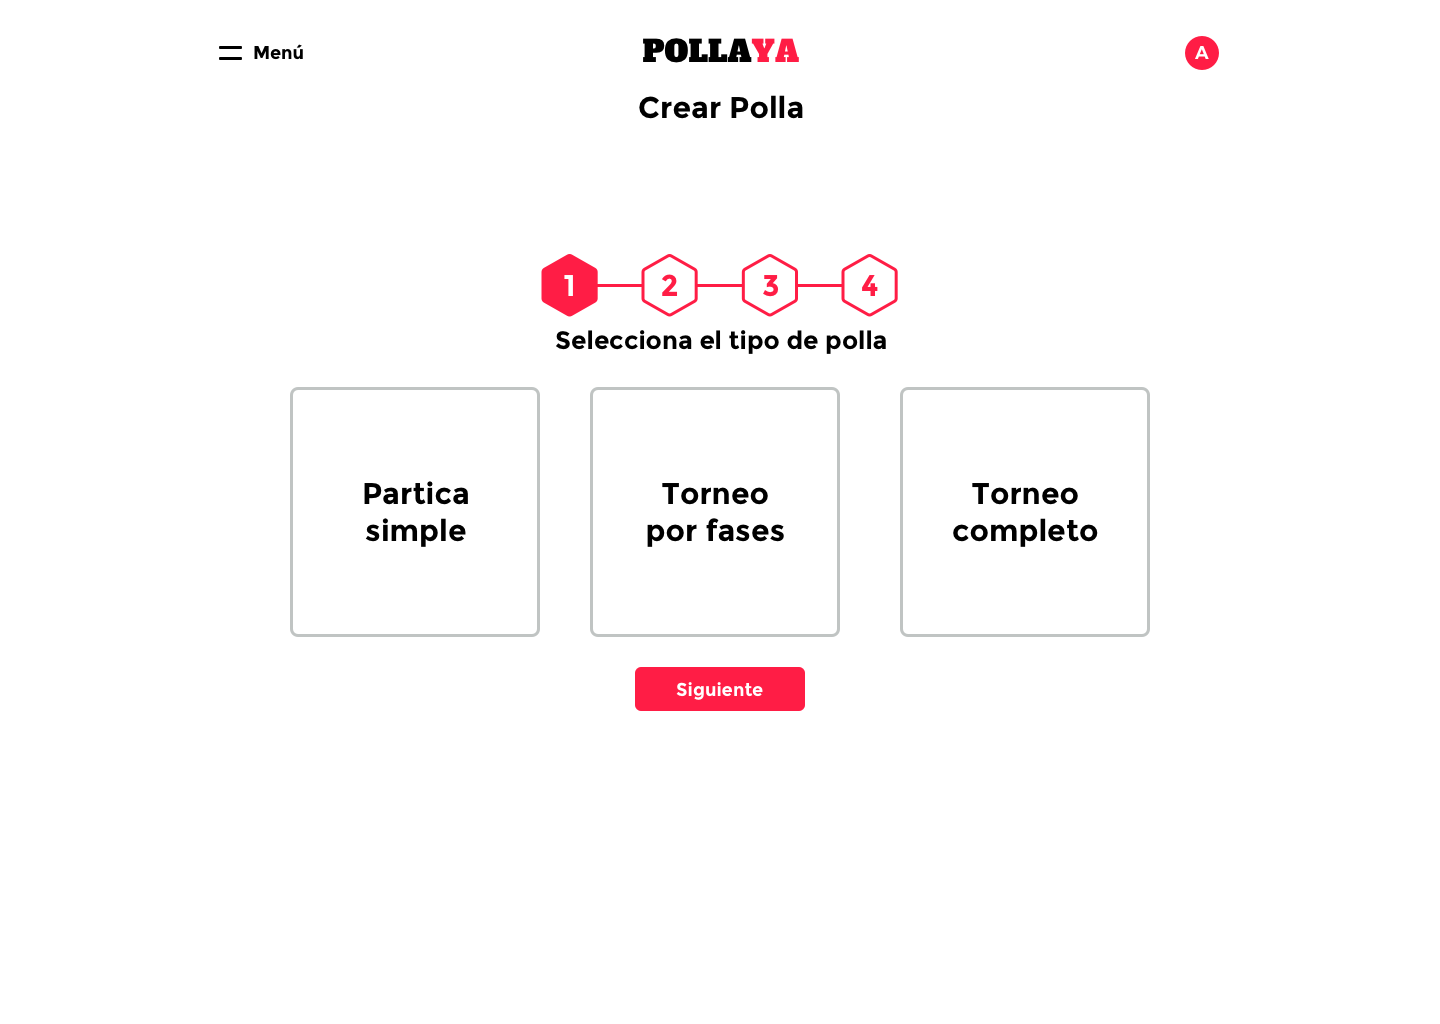 Menú
POLLAYA
A
Crear Polla
1
2
3
4
Selecciona el tipo de polla
Partica
simple
Torneo
por fases
Torneo
completo
Siguiente